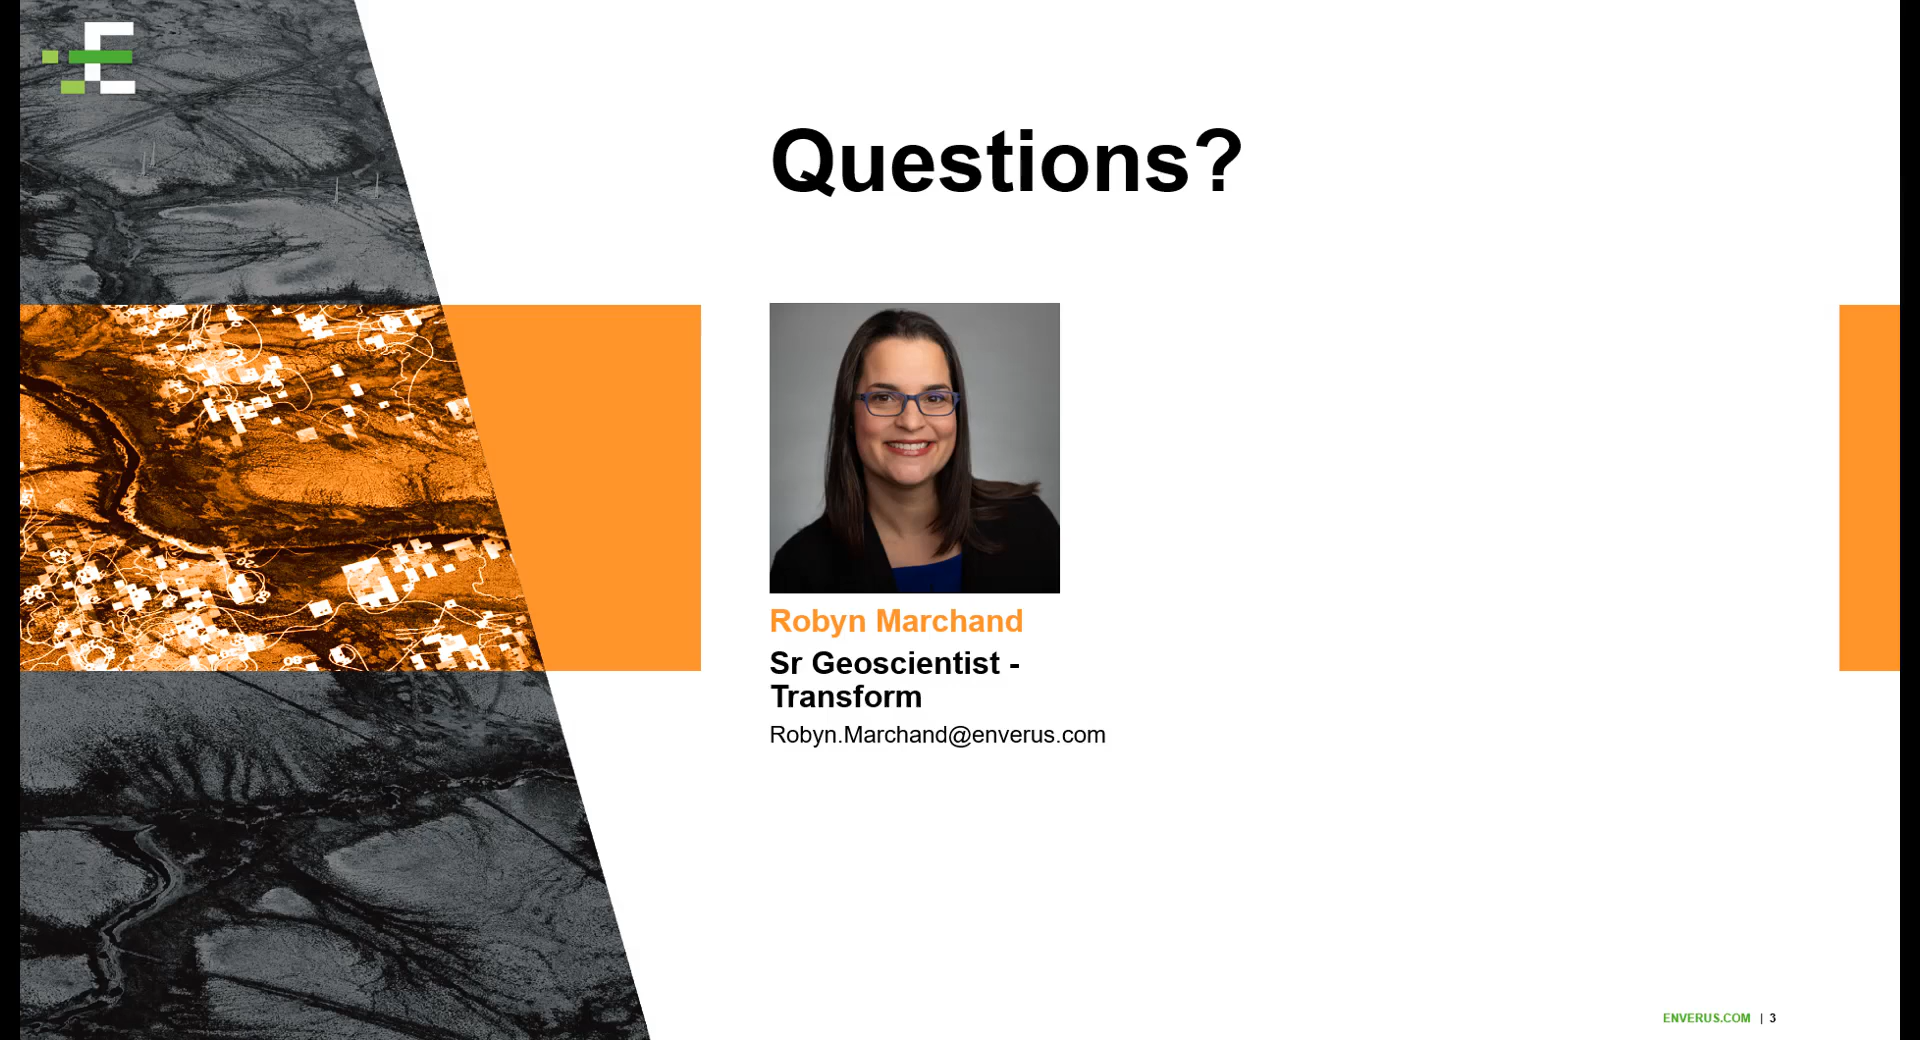 Questions?
Robyn Marchand
Sr Geoscientist -
Transform
Robyn.Marchand@enverus.com
ENVERUS.COM | 3